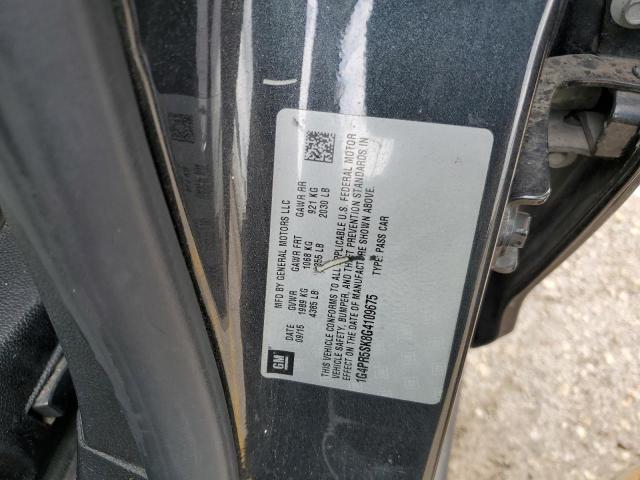 GM
MFD BY GENERAL MOTORS LLC
DATE GVWR GAWR FRT GAWR RR
09/15 1989 KG 1068 KG 921 KG
4385 LB 2355 LB 2030 LB
THIS VEHICLE CONFORMS TO ALL APPLICABLE U.S. FEDERAL MOTOR
VEHICLE SAFETY, BUMPER, AND THEFT PREVENTION STANDARDS IN
EFFECT ON THE DATE OF MANUFACTURE SHOWN ABOVE.
1G4PR5SK8G4109675 TYPE: PASS CAR